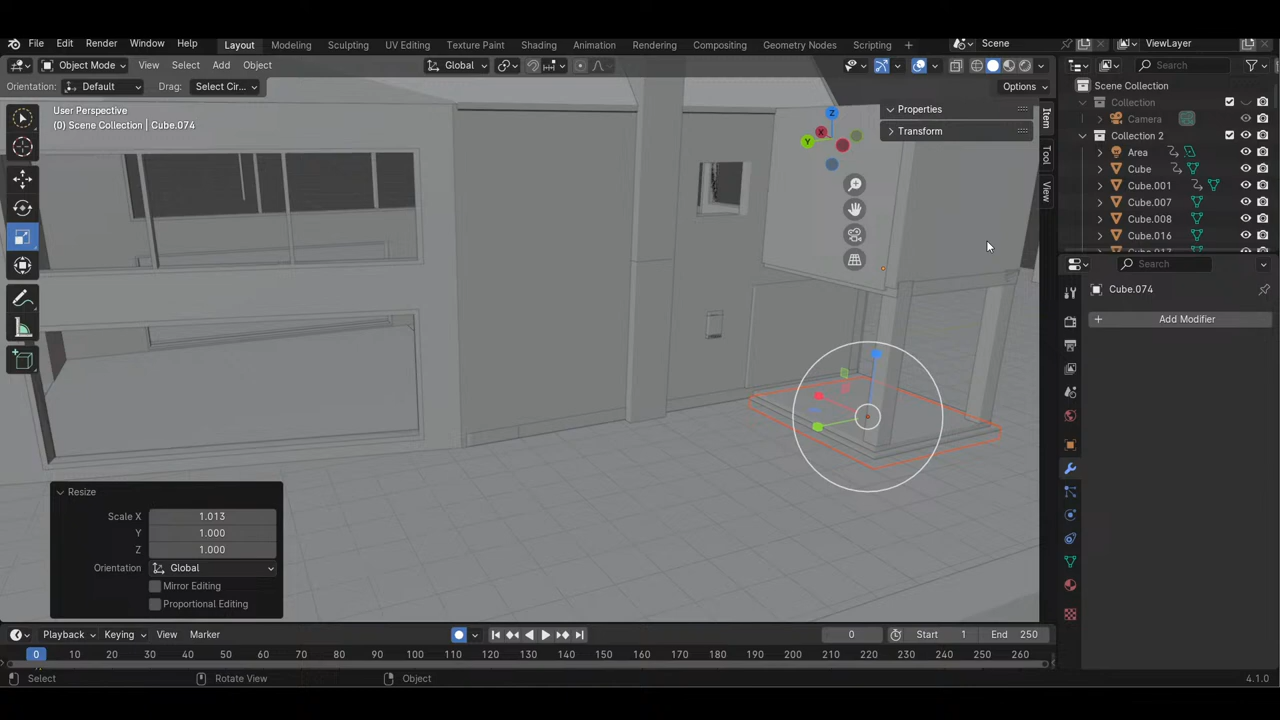 File Edit Render Window Help Layout Modeling Sculpting UV Editing Texture Paint Shading Animation Rendering Compositing Geometry Nodes Scripting + Scene ViewLayer
Object Mode View Select Add Object Global Search
Orientation: Default Drag: Select Cir... Options
Scene Collection
User Perspective
(0) Scene Collection | Cube.074
Properties
Transform
Item
Tool
View
X
Y
Z
Collection
Camera
Collection 2
Area
Cube
Cube.001
Cube.007
Cube.008
Cube.016
Search
Cube.074
+ Add Modifier
Resize
Scale X 1.013
Y 1.000
Z 1.000
Orientation Global
Mirror Editing
Proportional Editing
Playback Keying View Marker 0 Start 1 End 250
0 10 20 30 40 50 60 70 80 90 100 110 120 130 140 150 160 170 180 190 200 210 220 230 240 250 260
Select Rotate View Object 4.1.0